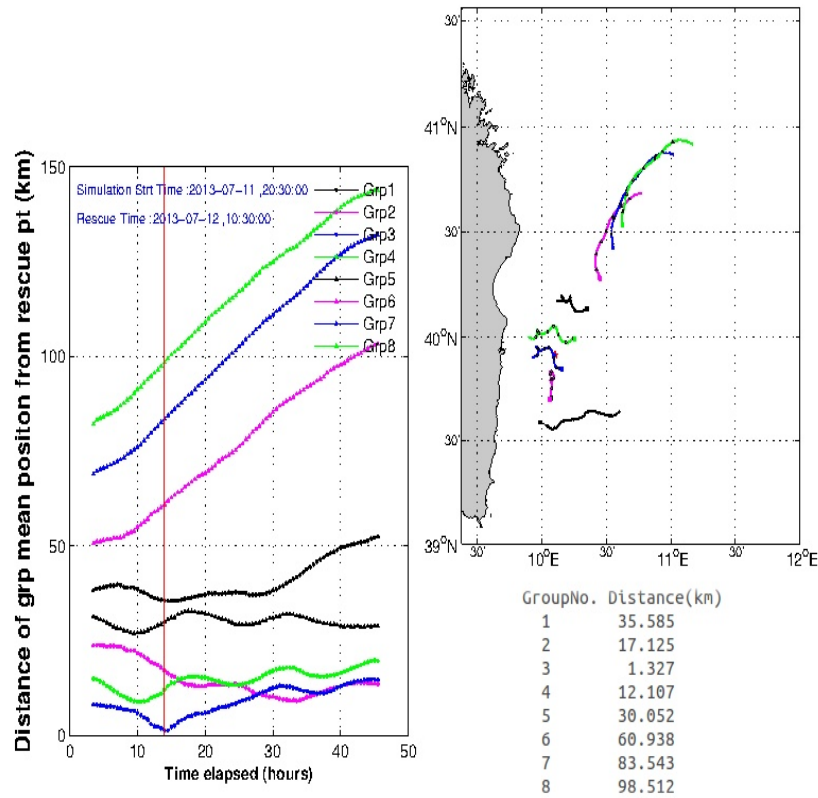 Distance of grp mean positon from rescue pt (km)
150
100
50
0
Simulation Strt Time :2013-07-11 ,20:30:00
Rescue Time :2013-07-12 ,10:30:00
Grp1
Grp2
Grp3
Grp4
Grp5
Grp6
Grp7
Grp8
0 10 20 30 40 50
Time elapsed (hours)
30'
41°N
30'
40°N
30'
39°N
30' 10°E 30' 11°E 30' 12°E
GroupNo. Distance(km)
1 35.585
2 17.125
3 1.327
4 12.107
5 30.052
6 60.938
7 83.543
8 98.512